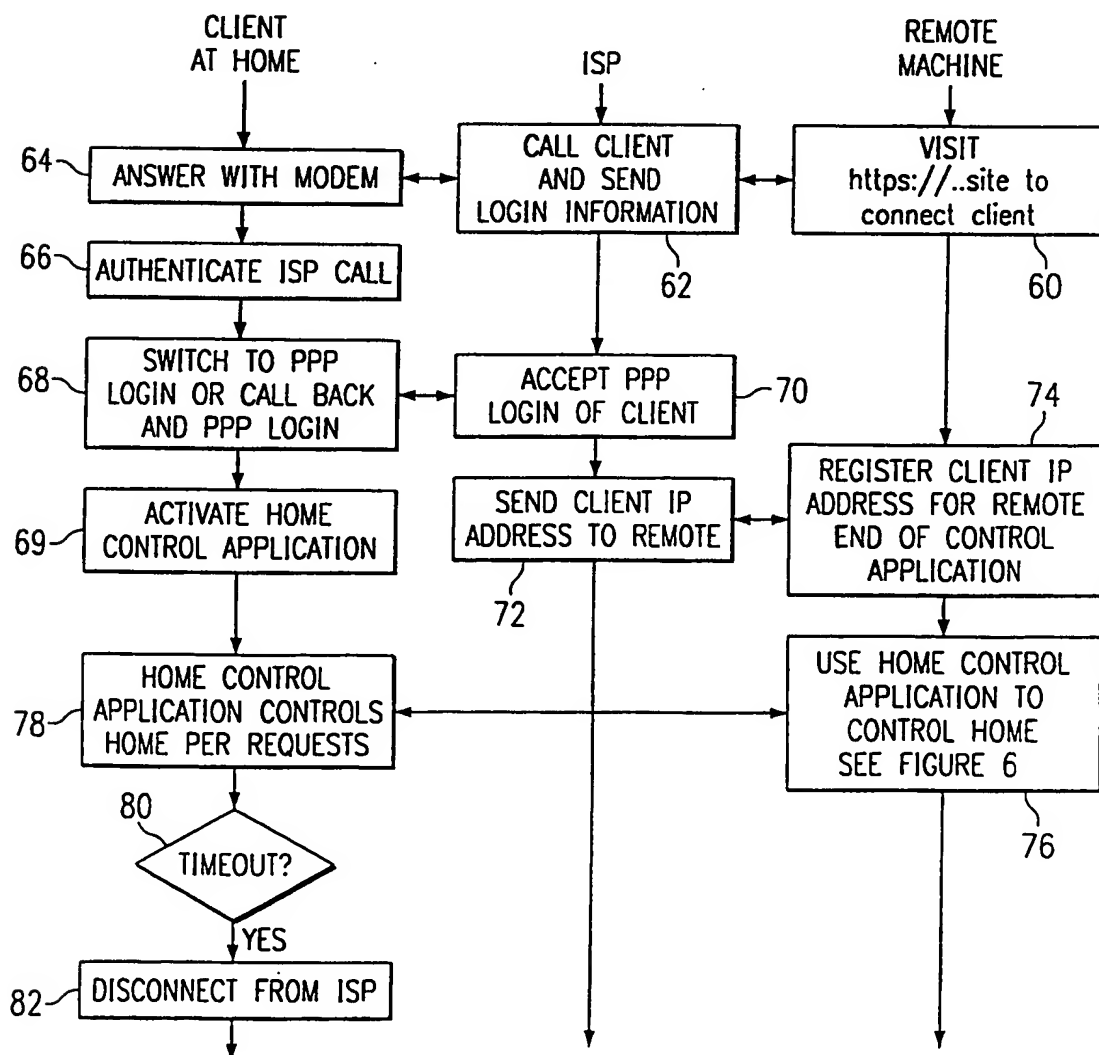 CLIENT
AT HOME
ISP
REMOTE
MACHINE
64
ANSWER WITH MODEM
CALL CLIENT
AND SEND
LOGIN INFORMATION
62
VISIT
https://..site to
connect client
60
66
AUTHENTICATE ISP CALL
68
SWITCH TO PPP
LOGIN OR CALL BACK
AND PPP LOGIN
ACCEPT PPP
LOGIN OF CLIENT
70
74
69
ACTIVATE HOME
CONTROL APPLICATION
SEND CLIENT IP
ADDRESS TO REMOTE
72
REGISTER CLIENT IP
ADDRESS FOR REMOTE
END OF CONTROL
APPLICATION
78
HOME CONTROL
APPLICATION CONTROLS
HOME PER REQUESTS
USE HOME CONTROL
APPLICATION TO
CONTROL HOME
SEE FIGURE 6
76
80
TIMEOUT?
YES
82
DISCONNECT FROM ISP